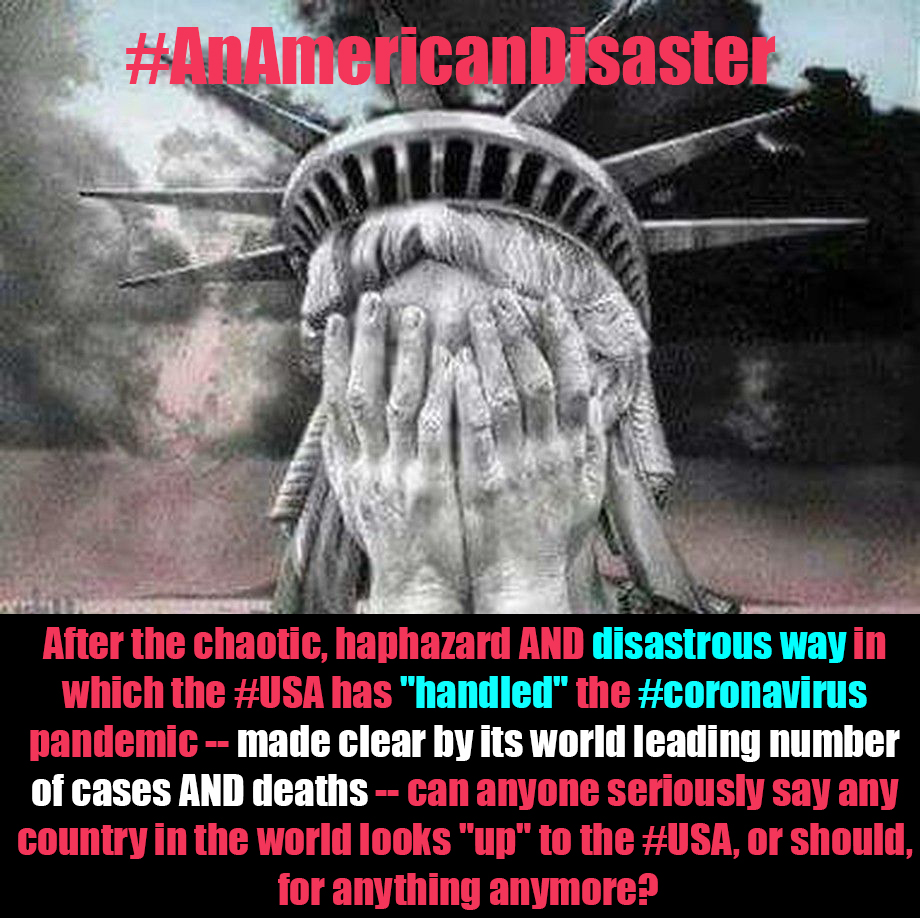 #AnAmericanDisaster
After the chaotic, haphazard AND disastrous way in
which the #USA has "handled" the #coronavirus
pandemic -- made clear by its world leading number
of cases AND deaths -- can anyone seriously say any
country in the world looks "up" to the #USA, or should,
for anything anymore?